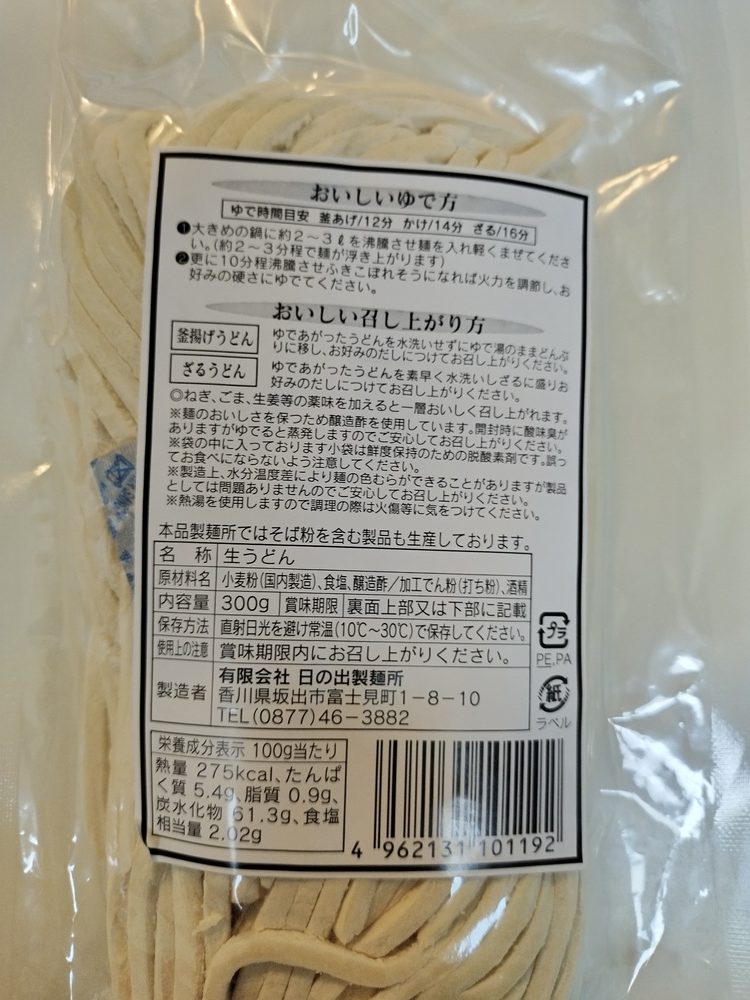 おいしいゆで方
ゆで時間目安 釜あげ/12分 かけ/14分 ざる/16分
❶大きめの鍋に約2～3ℓを沸騰させ麺を入れ軽くまぜてくださ
い。(約2～3分程で麺が浮き上がります)
❷更に10分程沸騰させふきこぼれそうになれば火力を調節し、お
好みの硬さにゆでてください。
おいしい召し上がり方
釜揚げうどん
ゆであがったうどんを水洗いせずにゆで湯のままどんぶ
りに移し、お好みのだしにつけてお召し上がりください。
ざるうどん
ゆであがったうどんを素早く水洗いしざるに盛りお
好みのだしにつけてお召し上がりください。
◎ねぎ、ごま、生姜等の薬味を加えると一層おいしく召し上がれます。
※麺のおいしさを保つため醸造酢を使用しています。開封時に酸味臭が
ありますがゆでると蒸発しますのでご安心してお召し上がりください。
※袋の中に入っております小袋は鮮度保持のための脱酸素剤です。誤っ
てお食べにならないよう注意してください。
※製造上、水分温度差により麺の色むらができることがありますが製品
としては問題ありませんのでご安心してお召し上がりください。
※熱湯を使用しますので調理の際は火傷等に気をつけてください。
本品製麺所ではそば粉を含む製品も生産しております。
名 称 生うどん
原材料名 小麦粉(国内製造)、食塩、醸造酢／加工でん粉(打ち粉)、酒精
内容量 300g 賞味期限 裏面上部又は下部に記載
保存方法 直射日光を避け常温(10℃～30℃)で保存してください。
使用上の注意 賞味期限内にお召し上がりください。
製造者 有限会社 日の出製麺所
香川県坂出市富士見町1-8-10
TEL(0877)46-3882
プラ
PE,PA
紙
ラベル
栄養成分表示 100g当たり
熱量 275kcal、たんぱ
く質 5.4g、脂質 0.9g、
炭水化物 61.3g、食塩
相当量 2.02g
4 962131 101192